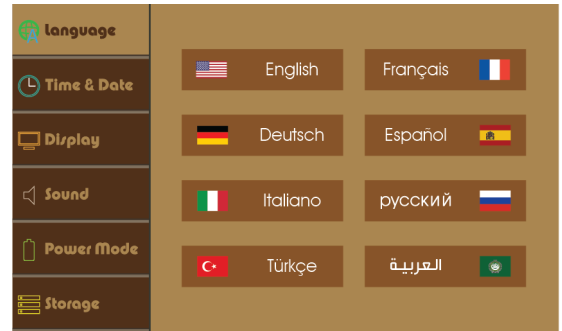 Language
Time & Date
Display
Sound
Power Mode
Storage
English
Français
Deutsch
Español
Italiano
русский
Türkçe
العربية